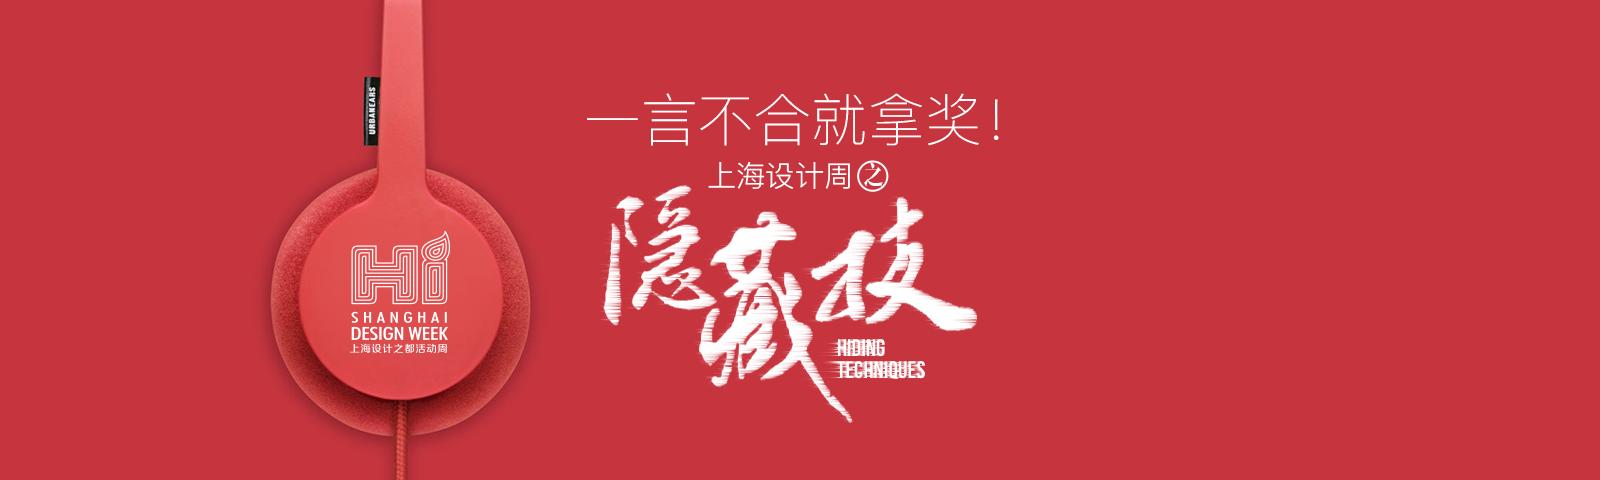 URBANEARS
Hi
SHANGHAI
DESIGN WEEK
上海设计之都活动周
一言不合就拿奖！
上海设计周之
隐藏技
HIDING
TECHNIQUES